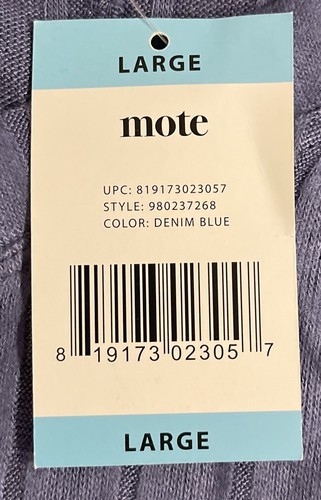 LARGE
mote
UPC: 819173023057
STYLE: 980237268
COLOR: DENIM BLUE
8 19173 02305 7
LARGE